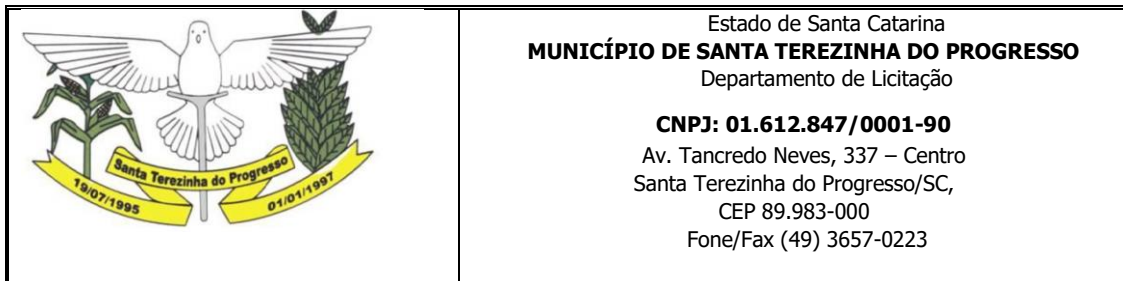 Santa Terezinha do Progresso
19/07/1995
01/01/1997
Estado de Santa Catarina
MUNICÍPIO DE SANTA TEREZINHA DO PROGRESSO
Departamento de Licitação
CNPJ: 01.612.847/0001-90
Av. Tancredo Neves, 337 – Centro
Santa Terezinha do Progresso/SC,
CEP 89.983-000
Fone/Fax (49) 3657-0223